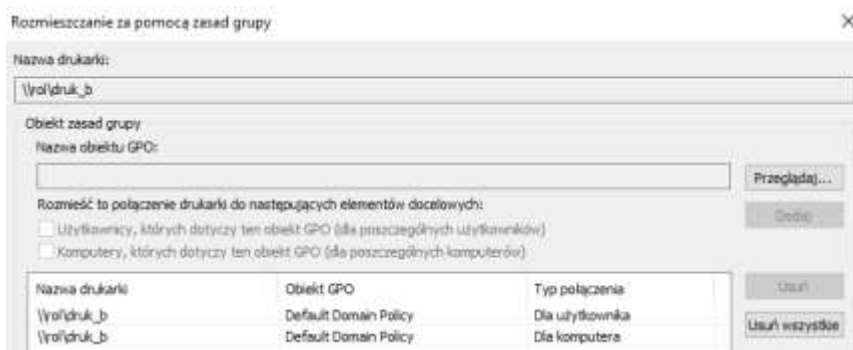 Rozmieszczanie za pomocą zasad grupy
Nazwa drukarki:
\\rol\druk_b
Obiekt zasad grupy
Nazwa obiektu GPO:
Przeglądaj...
Rozmieść to połączenie drukarki do następujących elementów docelowych:
Dodaj
Użytkownicy, których dotyczy ten obiekt GPO (dla poszczególnych użytkowników)
Komputery, których dotyczy ten obiekt GPO (dla poszczególnych komputerów)
Nazwa drukarki Obiekt GPO Typ połączenia Usuń
\\rol\druk_b Default Domain Policy Dla użytkownika
\\rol\druk_b Default Domain Policy Dla komputera
Usuń wszystkie